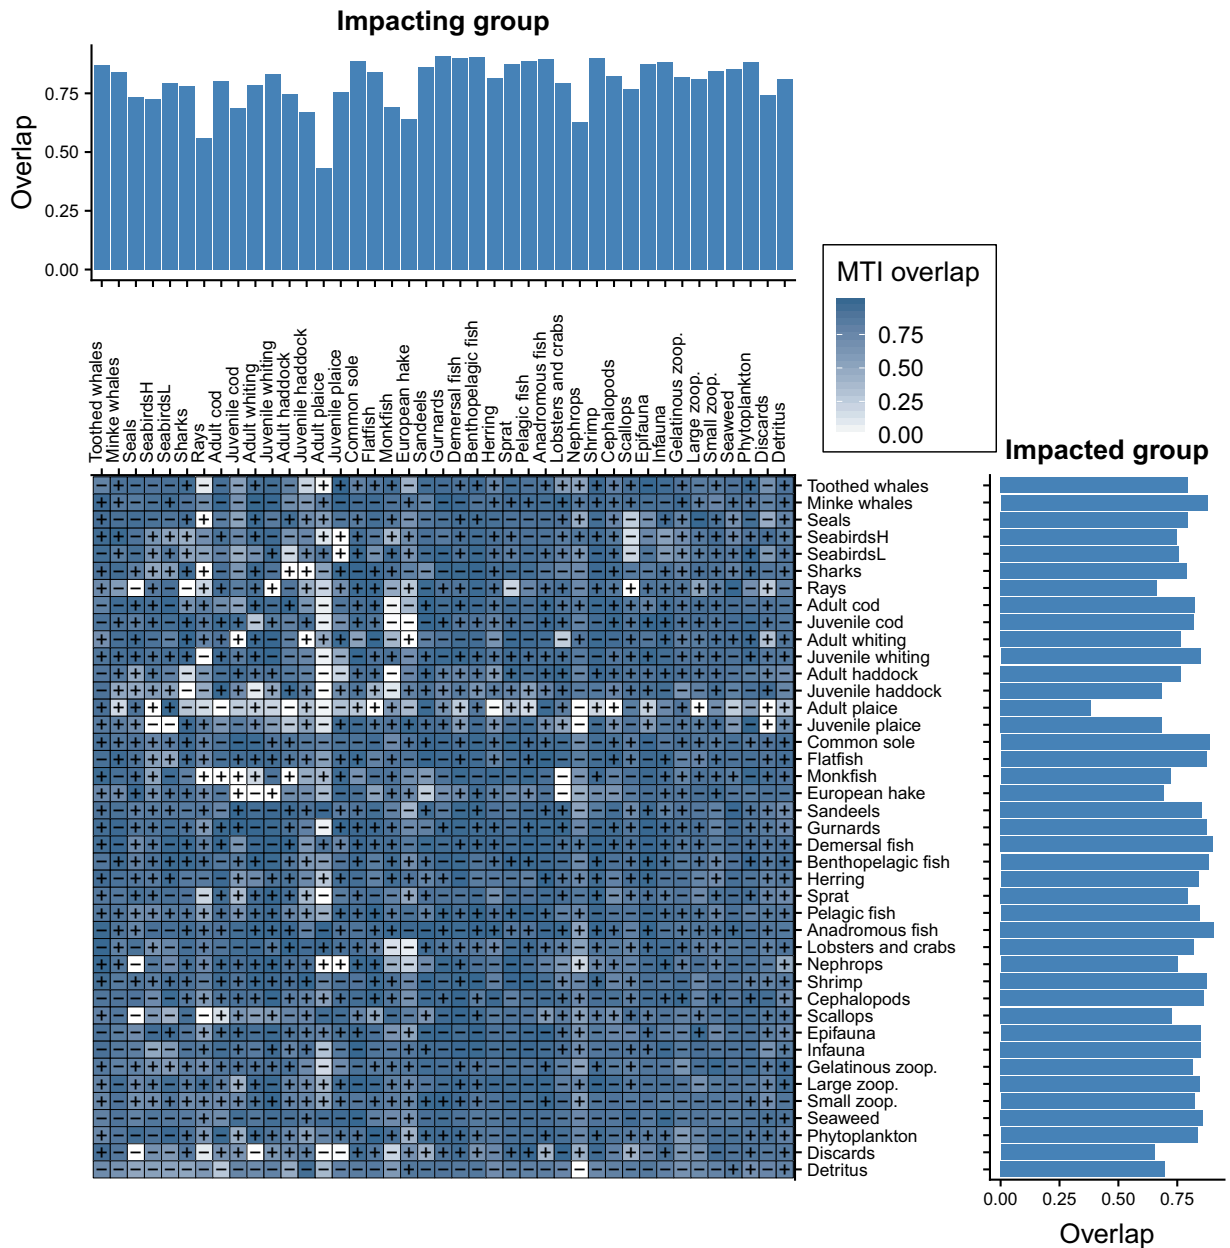 Impacting group
Overlap
0.75
0.50
0.25
0.00
MTI overlap
0.75
0.50
0.25
0.00
Toothed whales
Minke whales
Seals
SeabirdsH
SeabirdsL
Sharks
Rays
Adult cod
Juvenile cod
Adult whiting
Juvenile whiting
Adult haddock
Juvenile haddock
Adult plaice
Juvenile plaice
Common sole
Flatfish
Monkfish
European hake
Sandeels
Gurnards
Demersal fish
Benthopelagic fish
Herring
Sprat
Pelagic fish
Anadromous fish
Lobsters and crabs
Nephrops
Shrimp
Cephalopods
Scallops
Epifauna
Infauna
Gelatinous zoop.
Large zoop.
Small zoop.
Seaweed
Phytoplankton
Discards
Detritus
Impacted group
Toothed whales
Minke whales
Seals
SeabirdsH
SeabirdsL
Sharks
Rays
Adult cod
Juvenile cod
Adult whiting
Juvenile whiting
Adult haddock
Juvenile haddock
Adult plaice
Juvenile plaice
Common sole
Flatfish
Monkfish
European hake
Sandeels
Gurnards
Demersal fish
Benthopelagic fish
Herring
Sprat
Pelagic fish
Anadromous fish
Lobsters and crabs
Nephrops
Shrimp
Cephalopods
Scallops
Epifauna
Infauna
Gelatinous zoop.
Large zoop.
Small zoop.
Seaweed
Phytoplankton
Discards
Detritus
0.00 0.25 0.50 0.75
Overlap